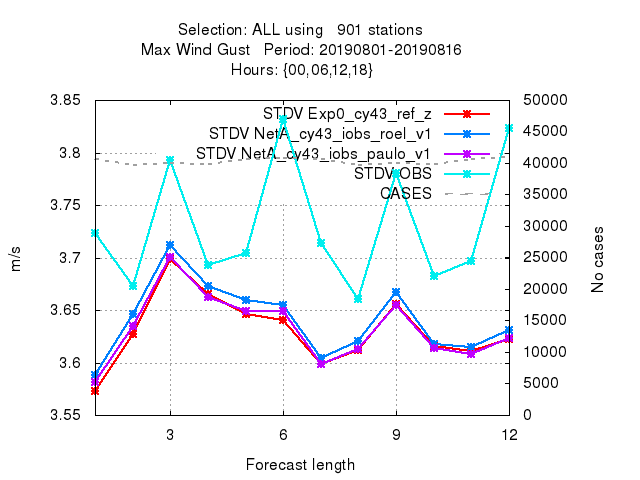 Selection: ALL using   901 stations
Max Wind Gust   Period: 20190801-20190816
Hours: {00,06,12,18}
STDV Exp0_cy43_ref_z
STDV NetA_cy43_iobs_roel_v1
STDV NetA_cy43_iobs_paulo_v1
STDV OBS
CASES
3.85
3.8
3.75
3.7
3.65
3.6
3.55
m/s
50000
45000
40000
35000
30000
25000
20000
15000
10000
5000
0
No cases
3 6 9 12
Forecast length